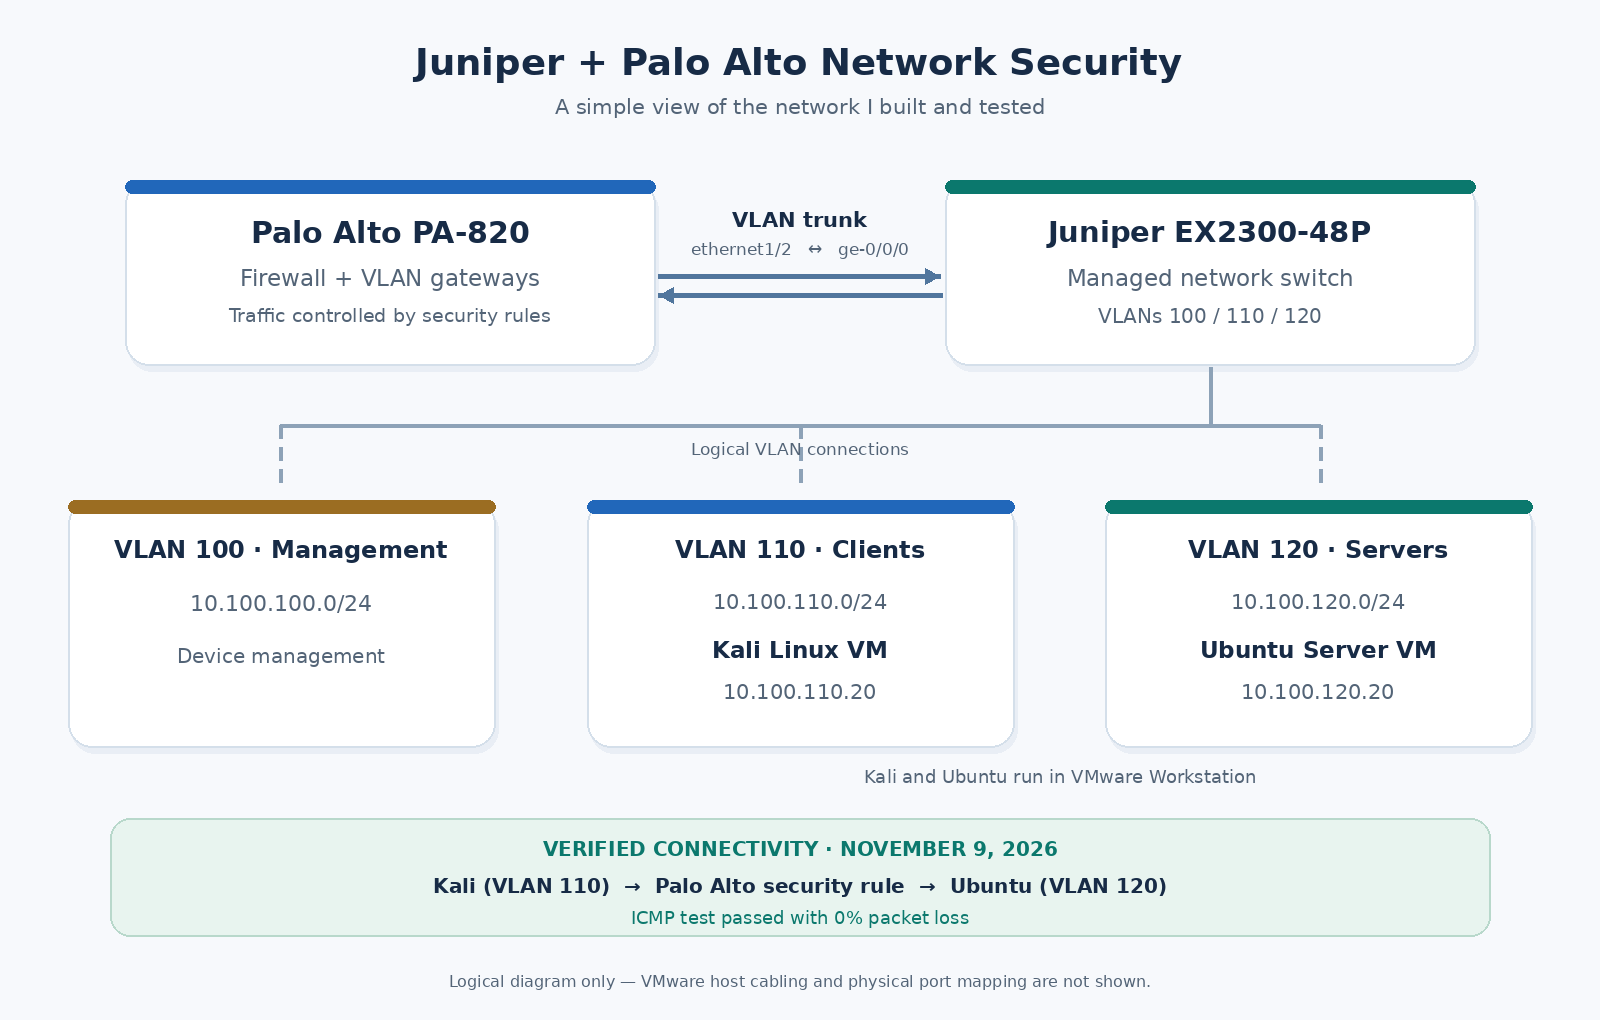 Juniper + Palo Alto Network Security
A simple view of the network I built and tested
Palo Alto PA-820
Firewall + VLAN gateways
Traffic controlled by security rules
VLAN trunk
ethernet1/2 ↔ ge-0/0/0
Juniper EX2300-48P
Managed network switch
VLANs 100 / 110 / 120
Logical VLAN connections
VLAN 100 · Management
10.100.100.0/24
Device management
VLAN 110 · Clients
10.100.110.0/24
Kali Linux VM
10.100.110.20
VLAN 120 · Servers
10.100.120.0/24
Ubuntu Server VM
10.100.120.20
Kali and Ubuntu run in VMware Workstation
VERIFIED CONNECTIVITY · NOVEMBER 9, 2026
Kali (VLAN 110) → Palo Alto security rule → Ubuntu (VLAN 120)
ICMP test passed with 0% packet loss
Logical diagram only — VMware host cabling and physical port mapping are not shown.